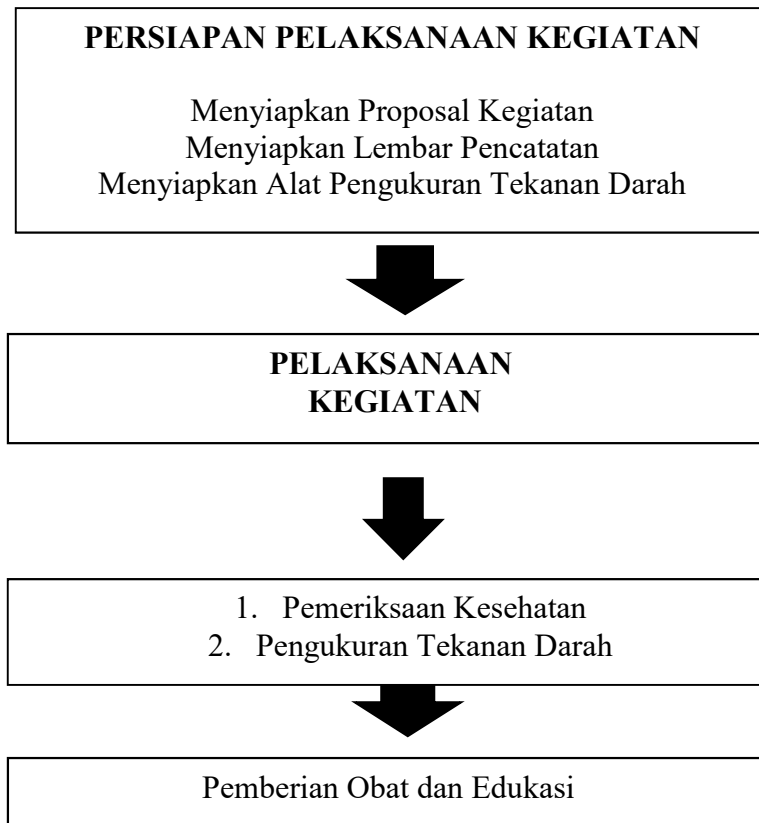 PERSIAPAN PELAKSANAAN KEGIATAN
Menyiapkan Proposal Kegiatan
Menyiapkan Lembar Pencatatan
Menyiapkan Alat Pengukuran Tekanan Darah
PELAKSANAAN
KEGIATAN
1. Pemeriksaan Kesehatan
2. Pengukuran Tekanan Darah
Pemberian Obat dan Edukasi